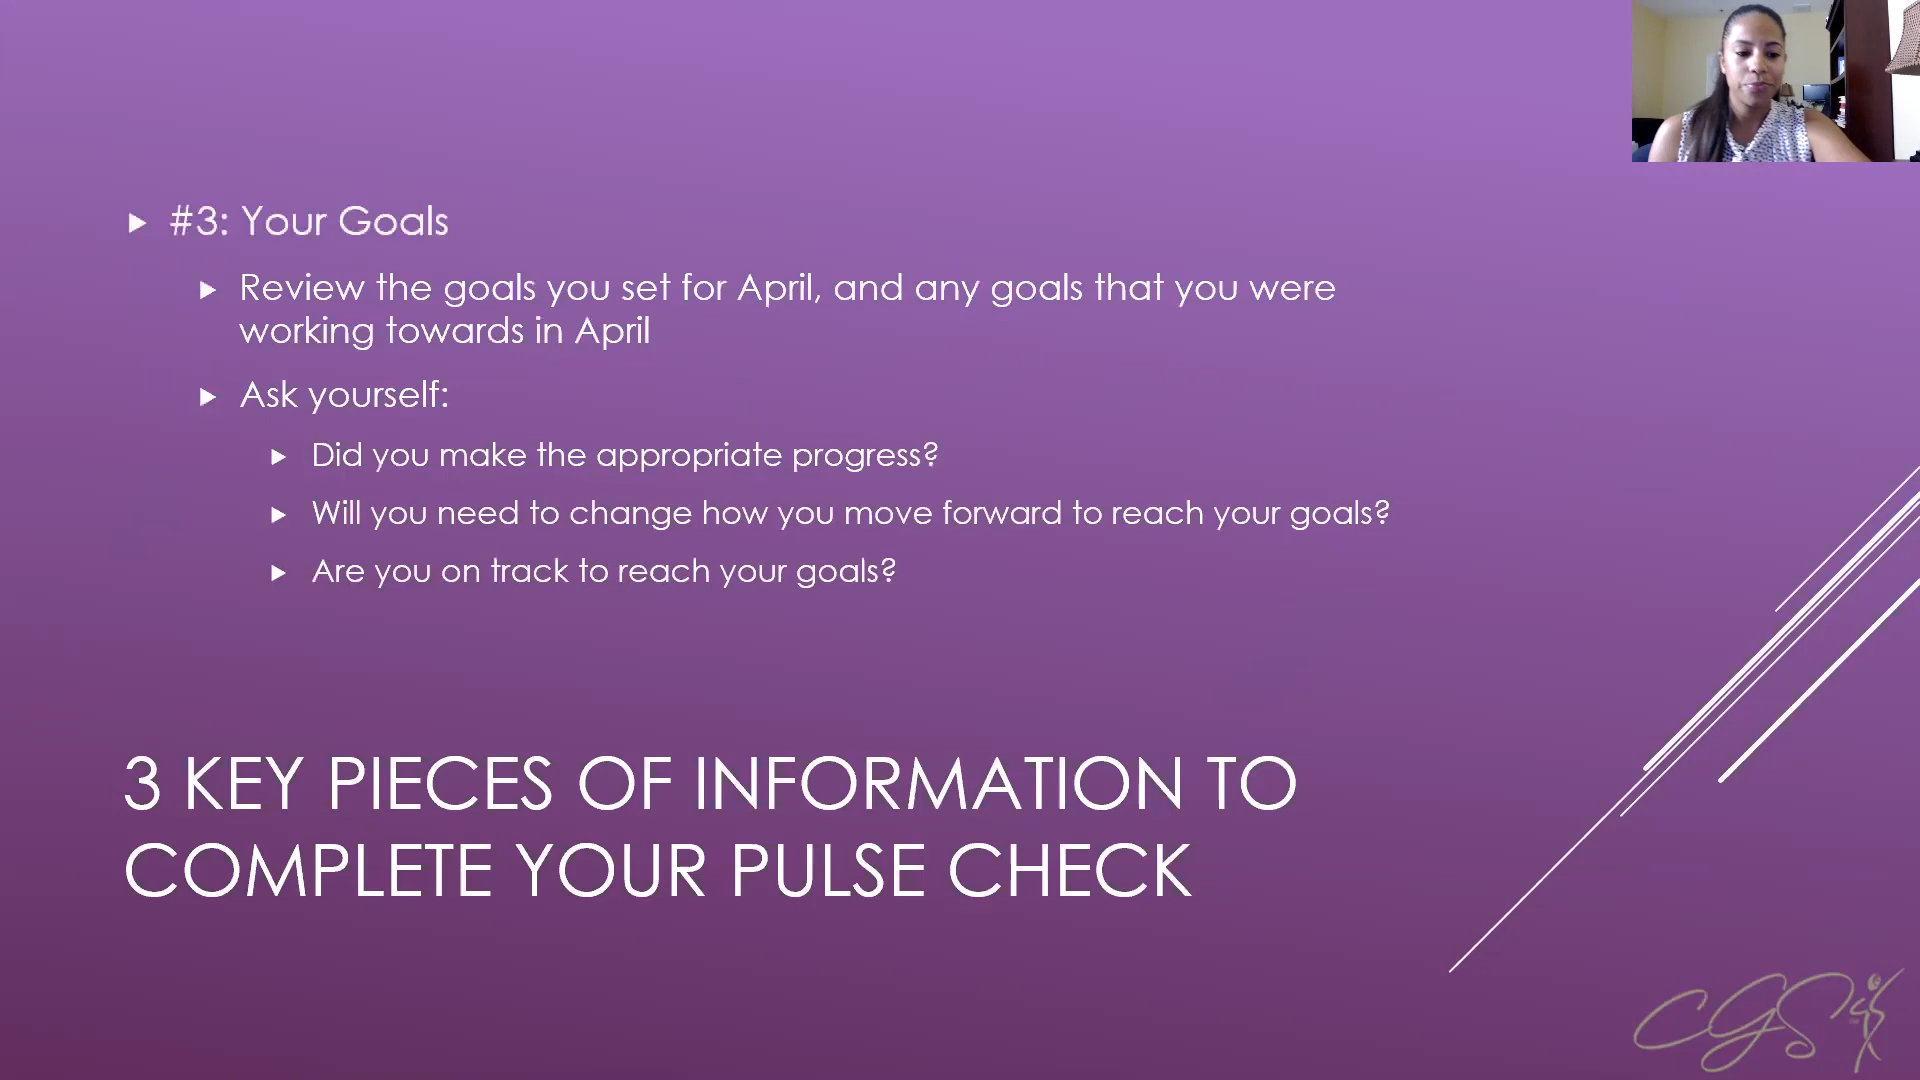 #3: Your Goals
Review the goals you set for April, and any goals that you were
working towards in April
Ask yourself:
Did you make the appropriate progress?
Will you need to change how you move forward to reach your goals?
Are you on track to reach your goals?
3 KEY PIECES OF INFORMATION TO
COMPLETE YOUR PULSE CHECK
CGS